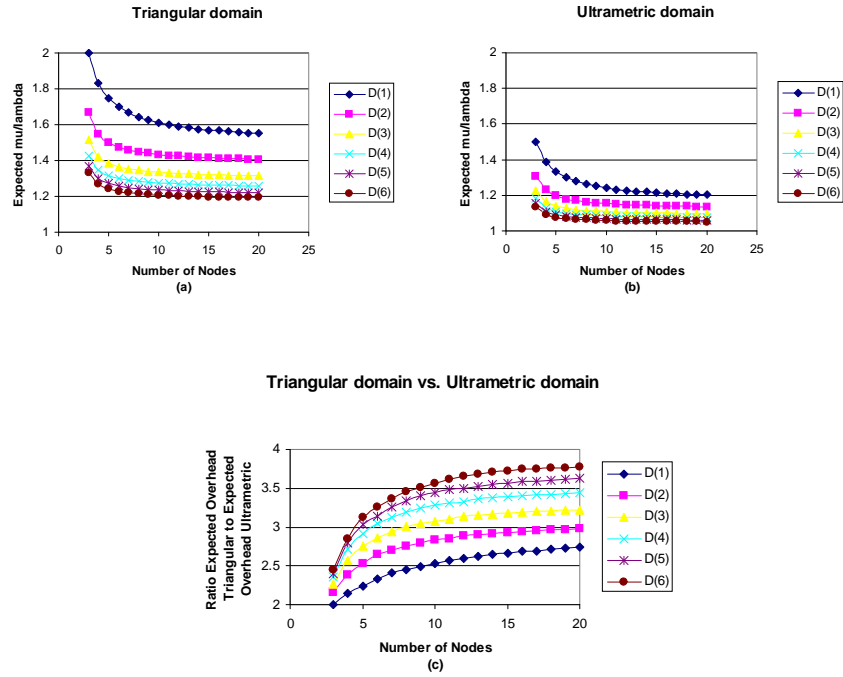 Triangular domain
2
1.8
1.6
1.4
1.2
1
Expected mu/lambda
0 5 10 15 20 25
Number of Nodes
(a)
D(1)
D(2)
D(3)
D(4)
D(5)
D(6)
Ultrametric domain
2
1.8
1.6
1.4
1.2
1
Expected mu/lambda
0 5 10 15 20 25
Number of Nodes
(b)
D(1)
D(2)
D(3)
D(4)
D(5)
D(6)
Triangular domain vs. Ultrametric domain
4
3.5
3
2.5
2
Ratio Expected Overhead
Triangular to Expected
Overhead Ultrametric
0 5 10 15 20
Number of Nodes
(c)
D(1)
D(2)
D(3)
D(4)
D(5)
D(6)